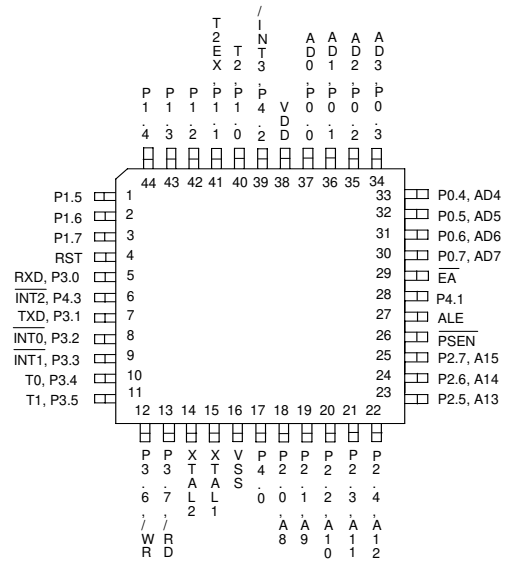 P1.4
P1.3
P1.2
T2EX,P1.1
T2,P1.0
/INT3,P4.2
VDD
AD0,P0.0
AD1,P0.1
AD2,P0.2
AD3,P0.3
44 43 42 41 40 39 38 37 36 35 34
P1.5 1
P1.6 2
P1.7 3
RST 4
RXD, P3.0 5
INT2, P4.3 6
TXD, P3.1 7
INT0, P3.2 8
INT1, P3.3 9
T0, P3.4 10
T1, P3.5 11
33 P0.4, AD4
32 P0.5, AD5
31 P0.6, AD6
30 P0.7, AD7
29 EA
28 P4.1
27 ALE
26 PSEN
25 P2.7, A15
24 P2.6, A14
23 P2.5, A13
12 13 14 15 16 17 18 19 20 21 22
P3.6,/WR
P3.7,/RD
XTAL2
XTAL1
VSS
P4.0
P2.0,A8
P2.1,A9
P2.2,A10
P2.3,A11
P2.4,A12